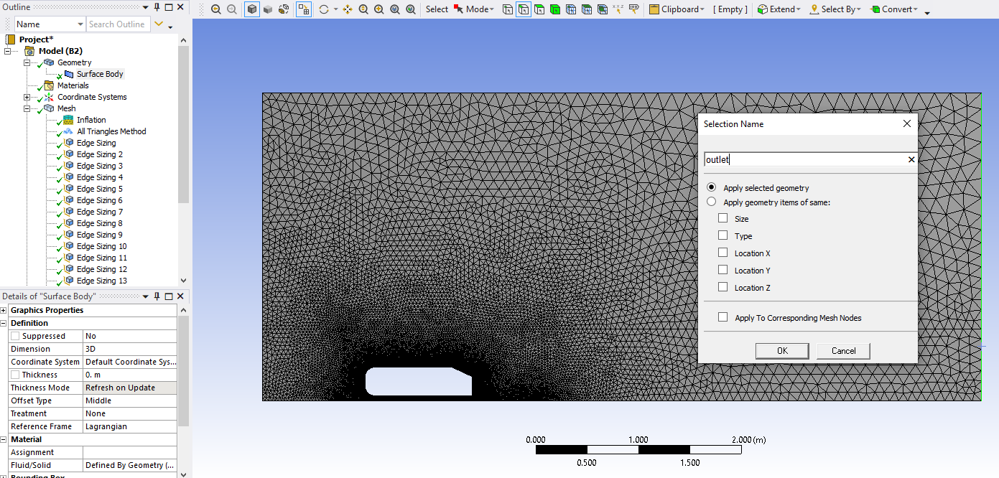 Outline
Name
Search Outline
Project*
Model (B2)
Geometry
Surface Body
Materials
Coordinate Systems
Mesh
Inflation
All Triangles Method
Edge Sizing
Edge Sizing 2
Edge Sizing 3
Edge Sizing 4
Edge Sizing 5
Edge Sizing 6
Edge Sizing 7
Edge Sizing 8
Edge Sizing 9
Edge Sizing 10
Edge Sizing 11
Edge Sizing 12
Edge Sizing 13
Details of "Surface Body"
Graphics Properties
Definition
Suppressed No
Dimension 3D
Coordinate System Default Coordinate Sys...
Thickness 0. m
Thickness Mode Refresh on Update
Offset Type Middle
Treatment None
Reference Frame Lagrangian
Material
Assignment
Fluid/Solid Defined By Geometry (...
Bounding Box
Select Mode Clipboard [ Empty ] Extend Select By Convert
Selection Name
outlet
Apply selected geometry
Apply geometry items of same:
Size
Type
Location X
Location Y
Location Z
Apply To Corresponding Mesh Nodes
OK Cancel
0.000 1.000 2.000 (m)
0.500 1.500